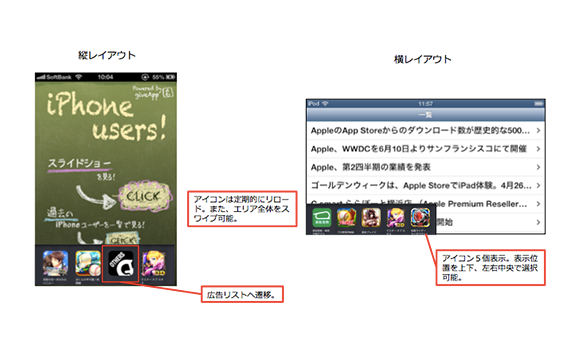 縦レイアウト
横レイアウト
SoftBank 10:04 55%
Powered by
glueApp
iPhone
users!
スライドショー
を見る!
CLICK
過去の
iPhoneユーザーを一覧で見る!
CLICK
OTHERS
アイコンは定期的にリロ
ード。また、エリア全体をス
ワイプ可能。
広告リストへ遷移。
iPod 11:57
一覧
AppleのApp Storeからのダウンロード数が歴史的な500...
Apple、WWDCを6月10日よりサンフランシスコにて開催
Apple、第2四半期の業績を発表
ゴールデンウィークは、Apple StoreでiPad体験。4月26...
C smart ららぽーと横浜店 (Apple Premium Reseller...
開始
アイコン5個表示。表示位
置を上下、左右中央で選択
可能。